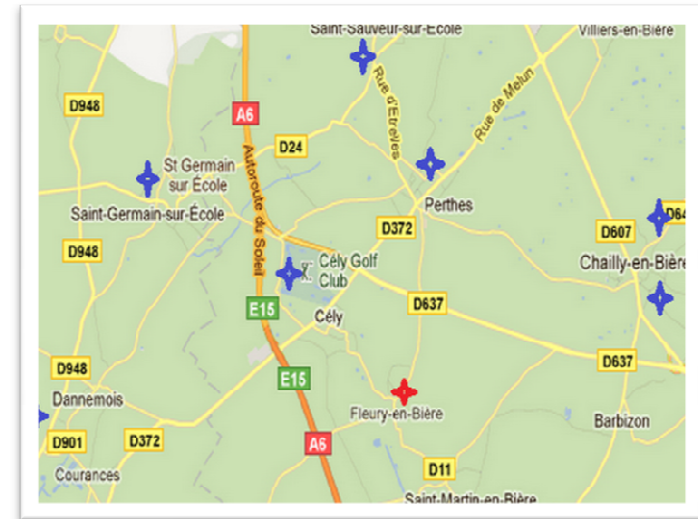 Saint-Sauveur-sur-École
Villiers-en-Bière
Rue d'Etrelles
Rue de Melun
D948
A6
D24
Autoroute du Soleil
St Germain
sur École
Saint-Germain-sur-École
Perthes
D372
D607
D64
D948
Cély Golf
Club
Chailly-en-Bière
E15
Cély
D637
D948
E15
D637
Dannemois
Fleury-en-Bière
Barbizon
D901
D372
A6
D11
Courances
Saint-Martin-en-Bière